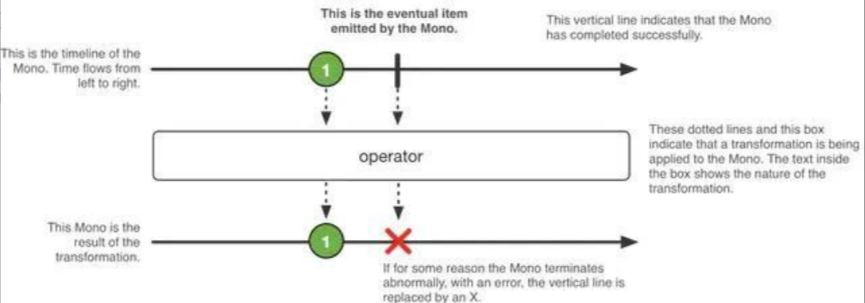 This is the eventual item
emitted by the Mono.
This vertical line indicates that the Mono
has completed successfully.
This is the timeline of the
Mono. Time flows from
left to right.
1
operator
These dotted lines and this box
indicate that a transformation is being
applied to the Mono. The text inside
the box shows the nature of the
transformation.
This Mono is the
result of the
transformation.
1
If for some reason the Mono terminates
abnormally, with an error, the vertical line is
replaced by an X.